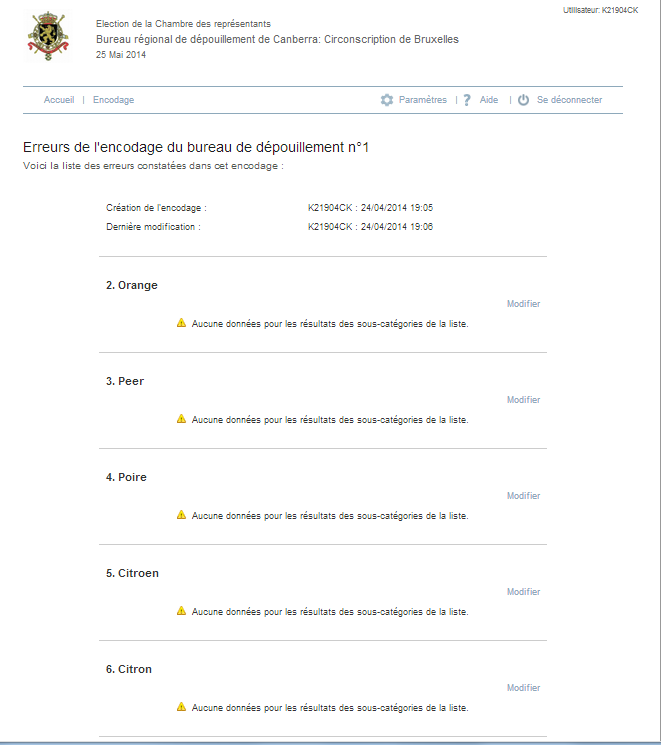 Utilisateur: K21904CK
Election de la Chambre des représentants
Bureau régional de dépouillement de Canberra: Circonscription de Bruxelles
25 Mai 2014
Accueil | Encodage Paramètres | ? Aide | Se déconnecter
Erreurs de l'encodage du bureau de dépouillement n°1
Voici la liste des erreurs constatées dans cet encodage :
Création de l'encodage : K21904CK : 24/04/2014 19:05
Dernière modification : K21904CK : 24/04/2014 19:06
2. Orange
Modifier
Aucune données pour les résultats des sous-catégories de la liste.
3. Peer
Modifier
Aucune données pour les résultats des sous-catégories de la liste.
4. Poire
Modifier
Aucune données pour les résultats des sous-catégories de la liste.
5. Citroen
Modifier
Aucune données pour les résultats des sous-catégories de la liste.
6. Citron
Modifier
Aucune données pour les résultats des sous-catégories de la liste.